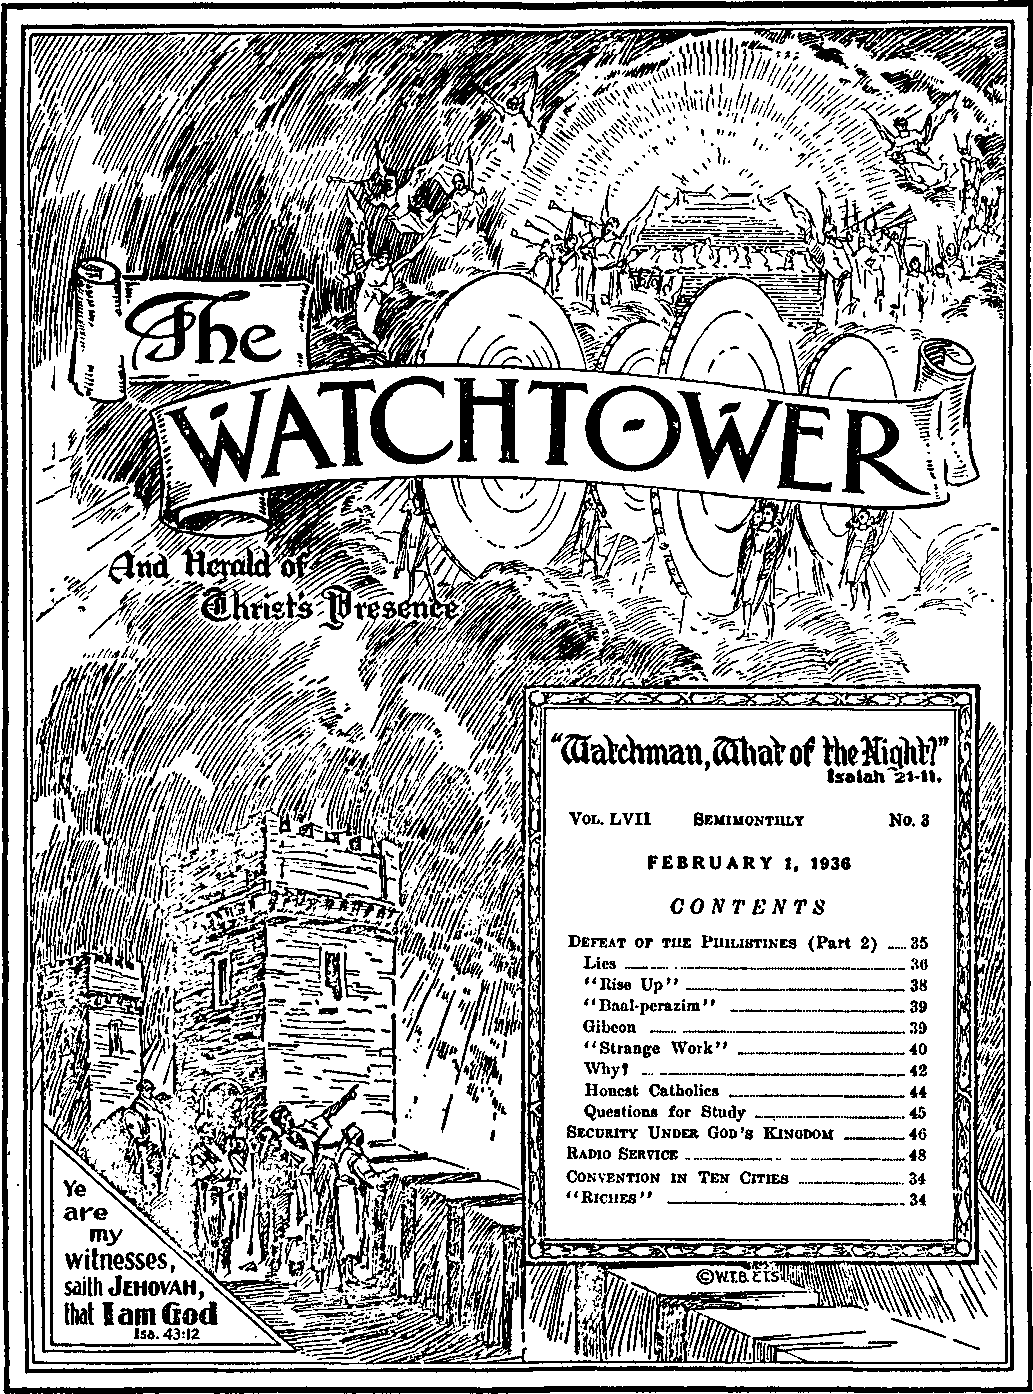 The
WATCHTOWER
And Herald of
Christ's Presence
"Watchman, What of the Night?"
Isaiah 21-11.
VOL. LVII SEMIMONTHLY No. 3
FEBRUARY 1, 1936
CONTENTS
DEFEAT OF THE PHILISTINES (Part 2) 35
Lies 36
"Rise Up" 38
"Baal-perazim" 39
Gibeon 39
"Strange Work" 40
Why? 42
Honest Catholics 44
Questions for Study 45
SECURITY UNDER GOD'S KINGDOM 46
RADIO SERVICE 48
CONVENTION IN TEN CITIES 34
"RICHES" 34
©W.T.B. & T.S
Ye
are
my
witnesses,
saith JEHOVAH,
that I am God
Isa. 43:12